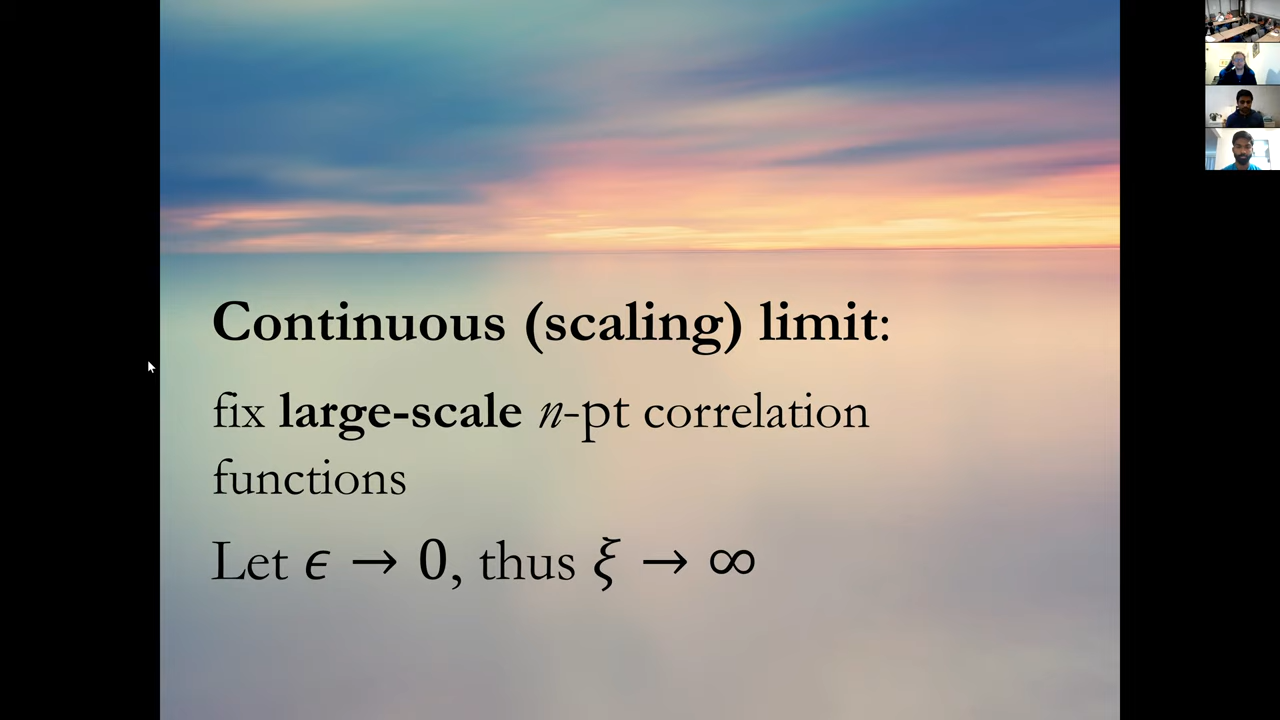 Continuous (scaling) limit:
fix large-scale n-pt correlation
functions
Let ϵ → 0, thus ξ → ∞